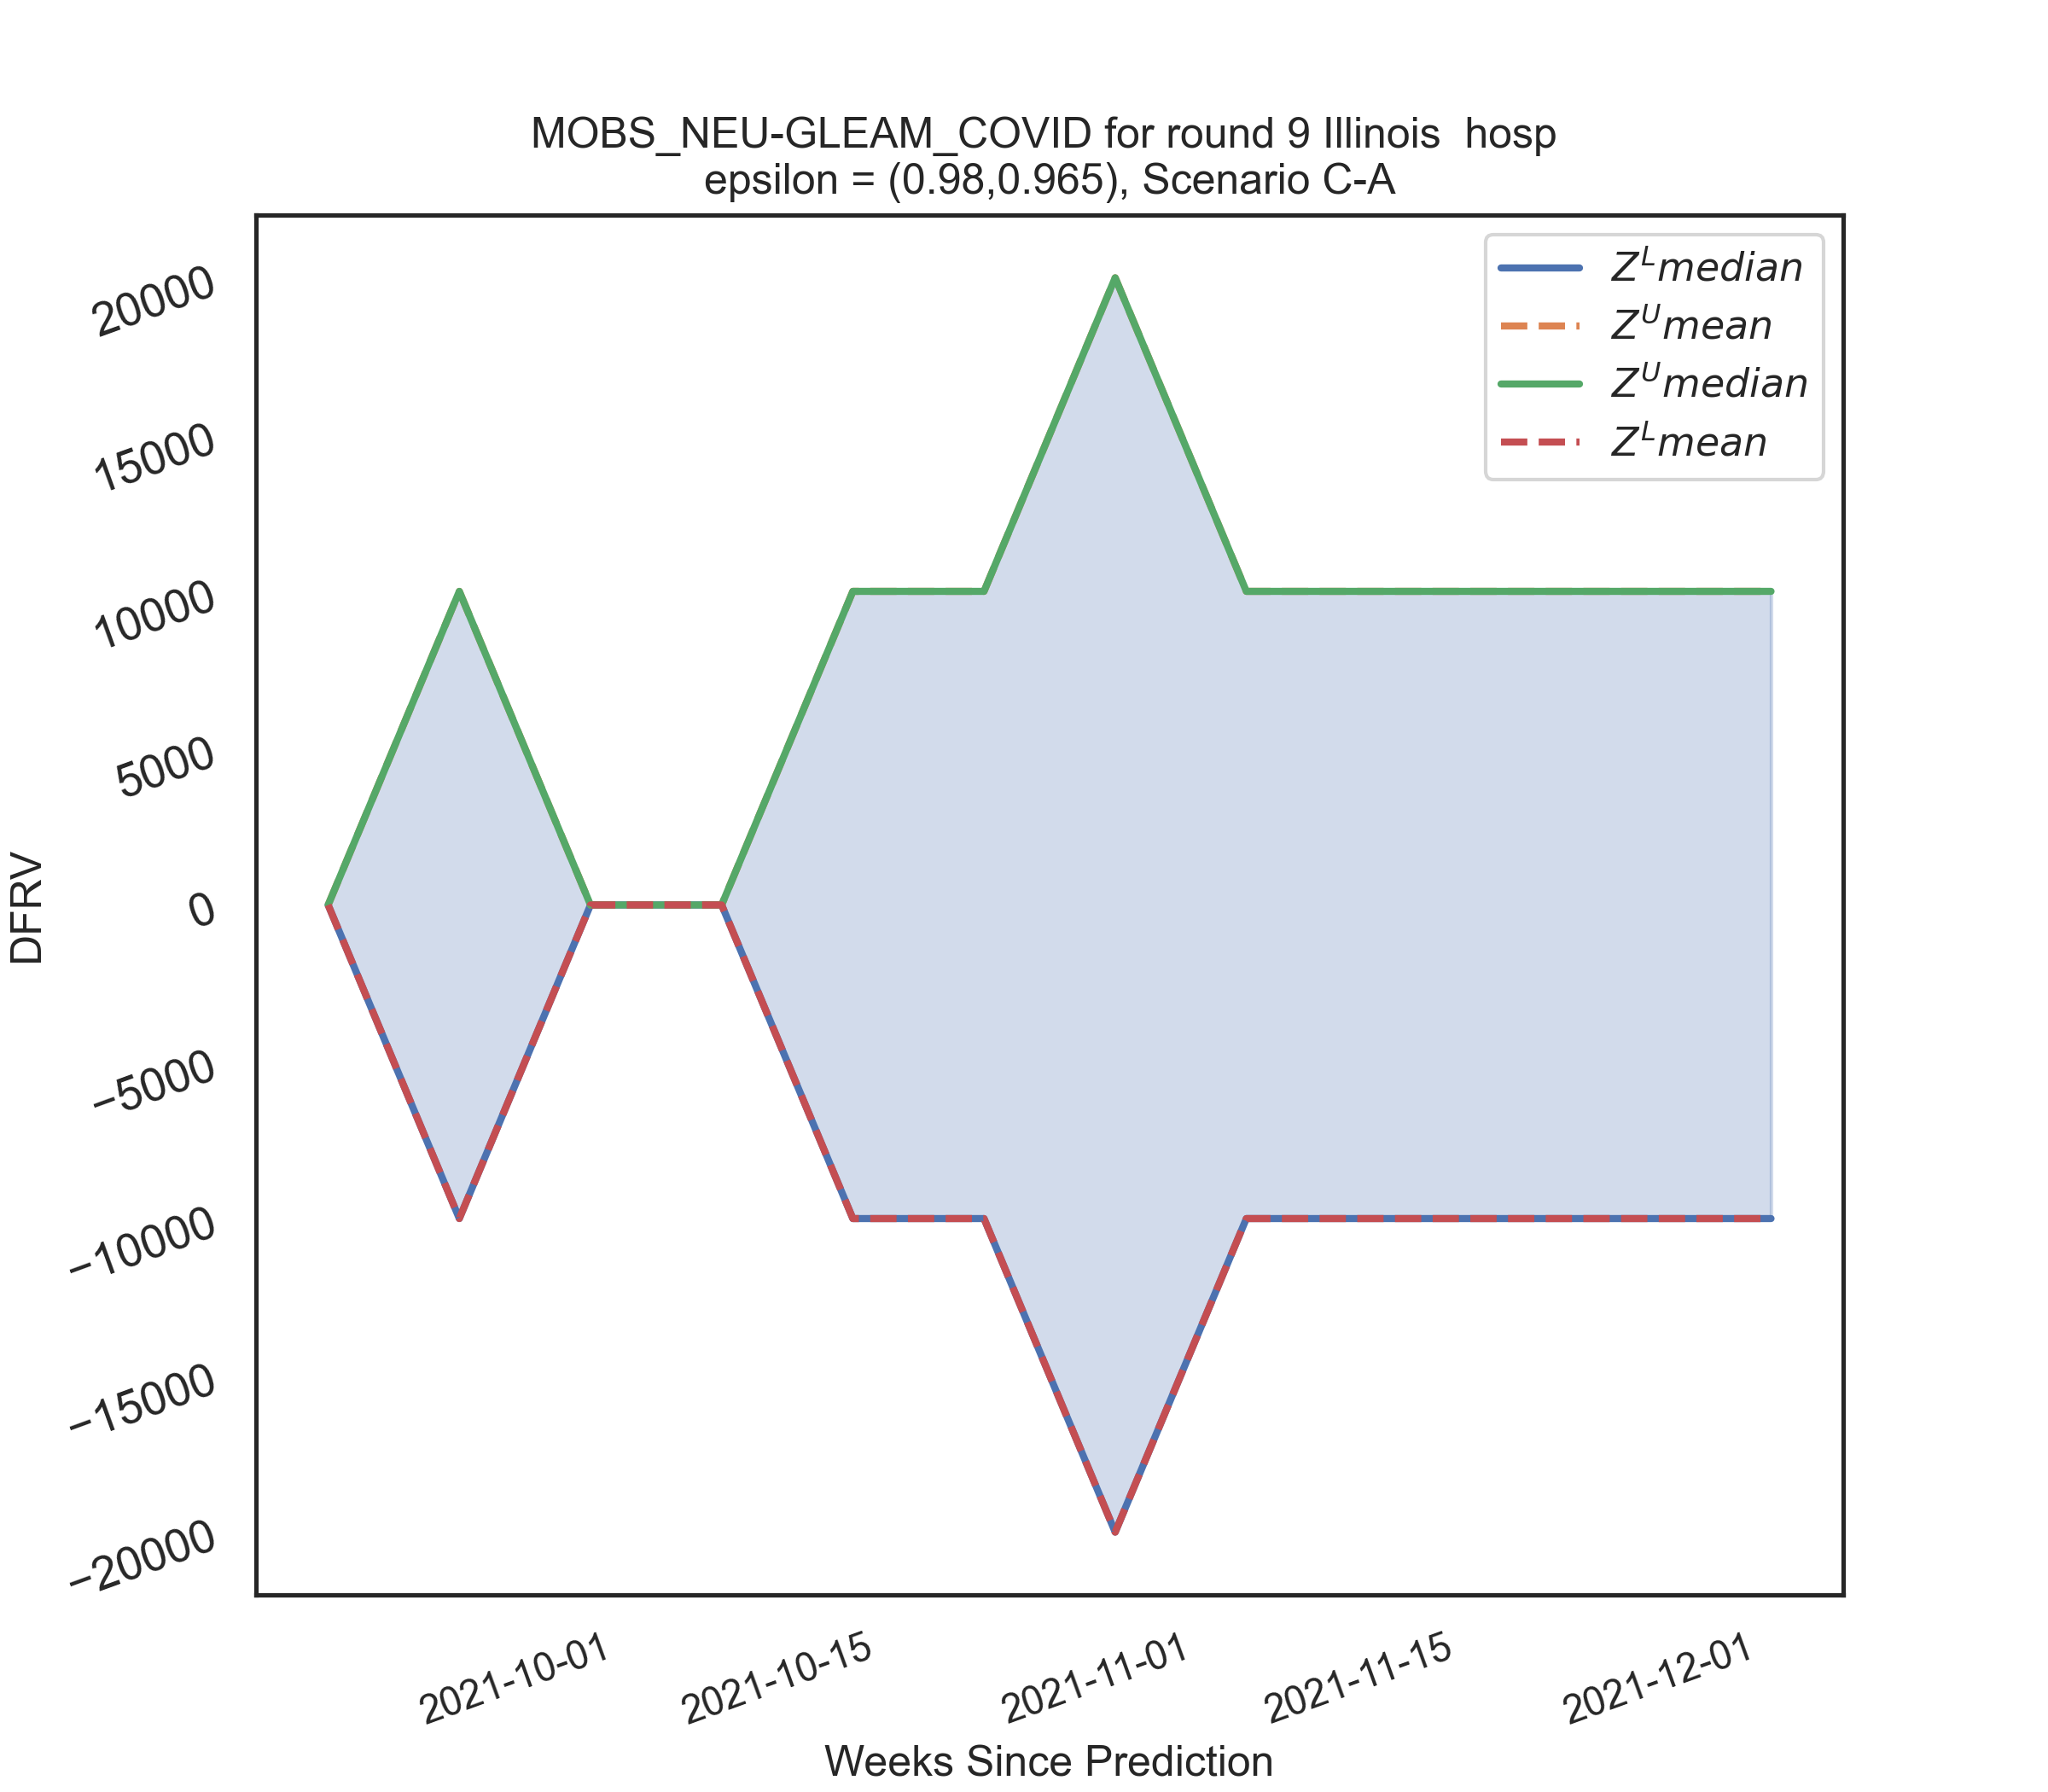 MOBS_NEU-GLEAM_COVID for round 9 Illinois  hosp
epsilon = (0.98,0.965), Scenario C-A
Z^L median
Z^U mean
Z^U median
Z^L mean
20000
15000
10000
5000
0
−5000
−10000
−15000
−20000
DFRV
2021-10-01
2021-10-15
2021-11-01
2021-11-15
2021-12-01
Weeks Since Prediction